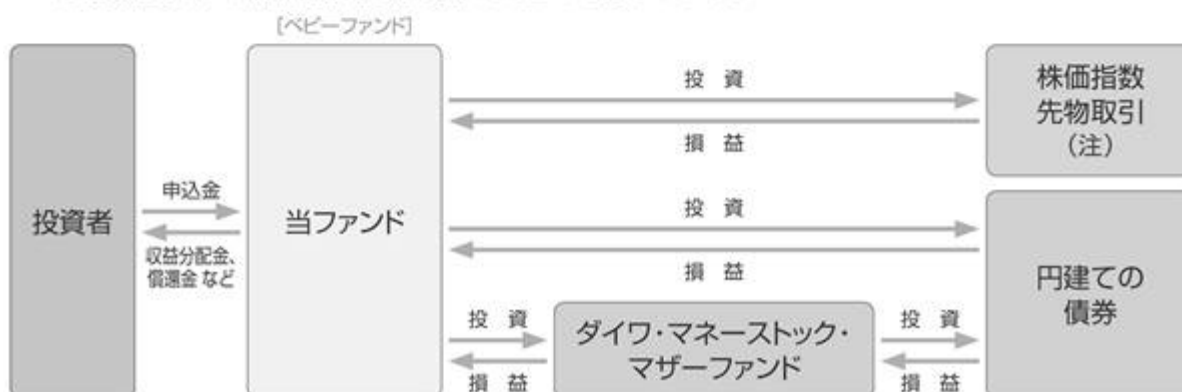 [ベビーファンド]
投資者
申込金
収益分配金、
償還金 など
当ファンド
投 資
損 益
株価指数
先物取引
(注)
投 資
損 益
円建ての
債券
投 資
損 益
ダイワ・マネーストック・
マザーファンド
投 資
損 益